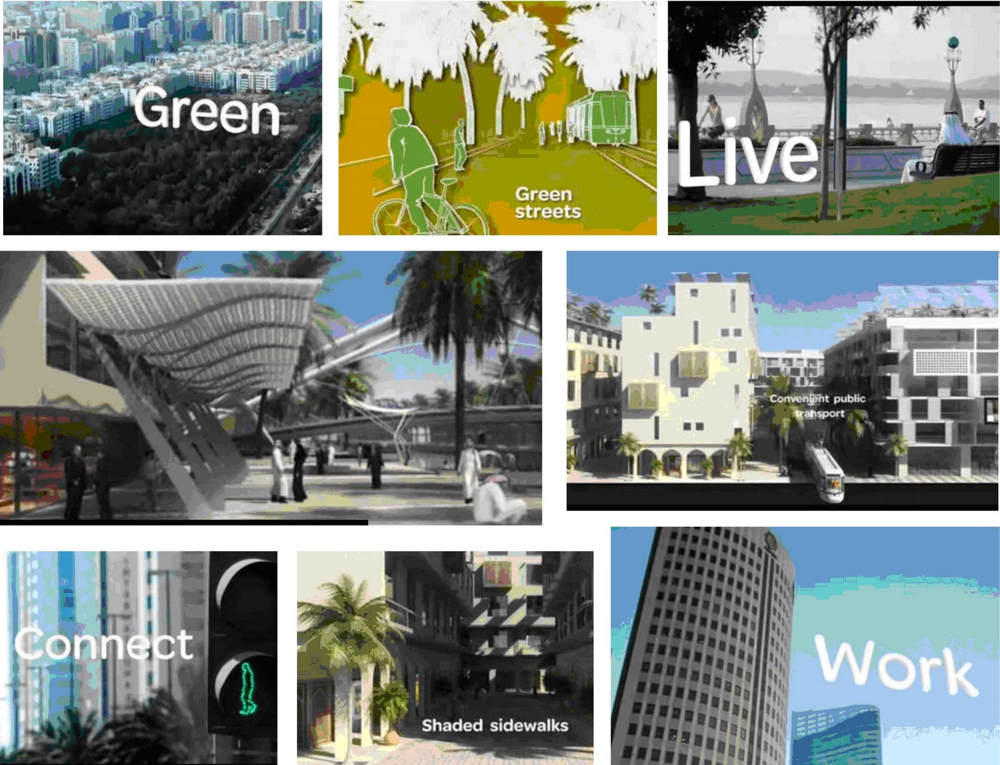 Green
Green
streets
Live
Convenient public
transport
Connect
Shaded sidewalks
Work